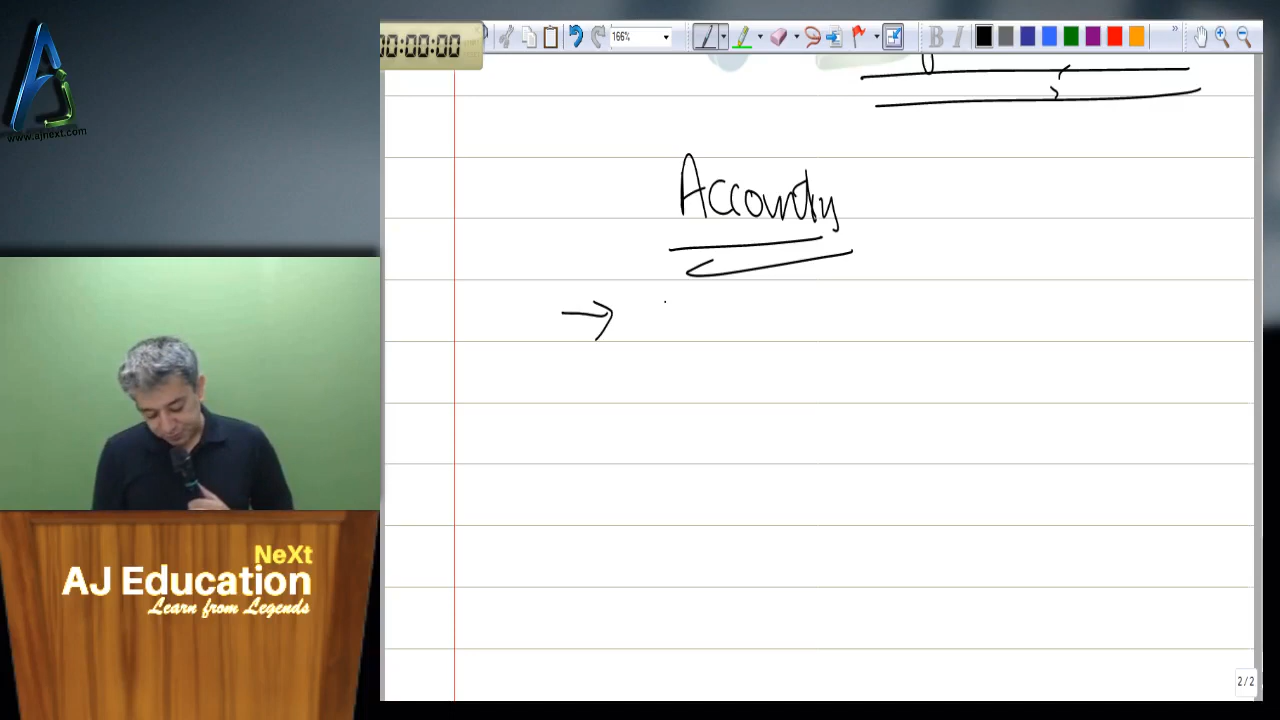 www.ajnext.com
00:00:00
166%
B I
Accounting
2/2
NeXt
AJ Education
Learn from Legends